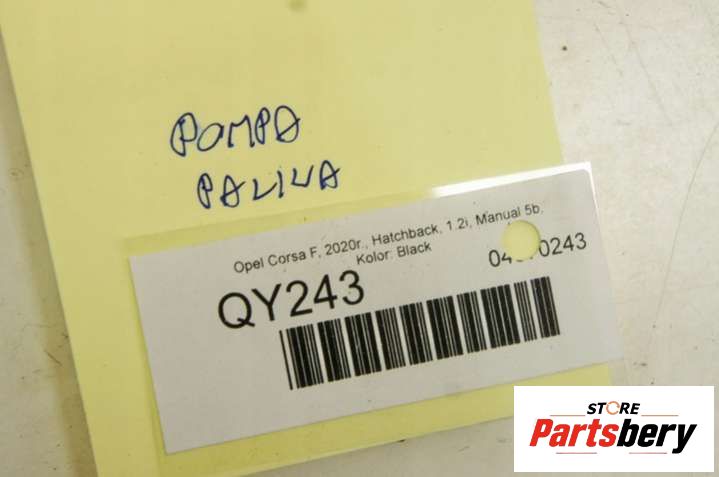 POMPA
PALIWA
Opel Corsa F, 2020r., Hatchback, 1.2i, Manual 5b,
Kolor: Black
QY243
STORE
Partsbery